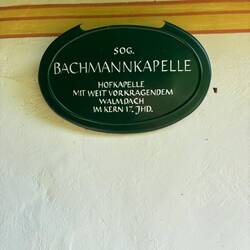 SOG.
BACHMANNKAPELLE
HOFKAPELLE
MIT WEIT VORKRAGENDEM
WALMDACH
IM KERN 17. JHD.